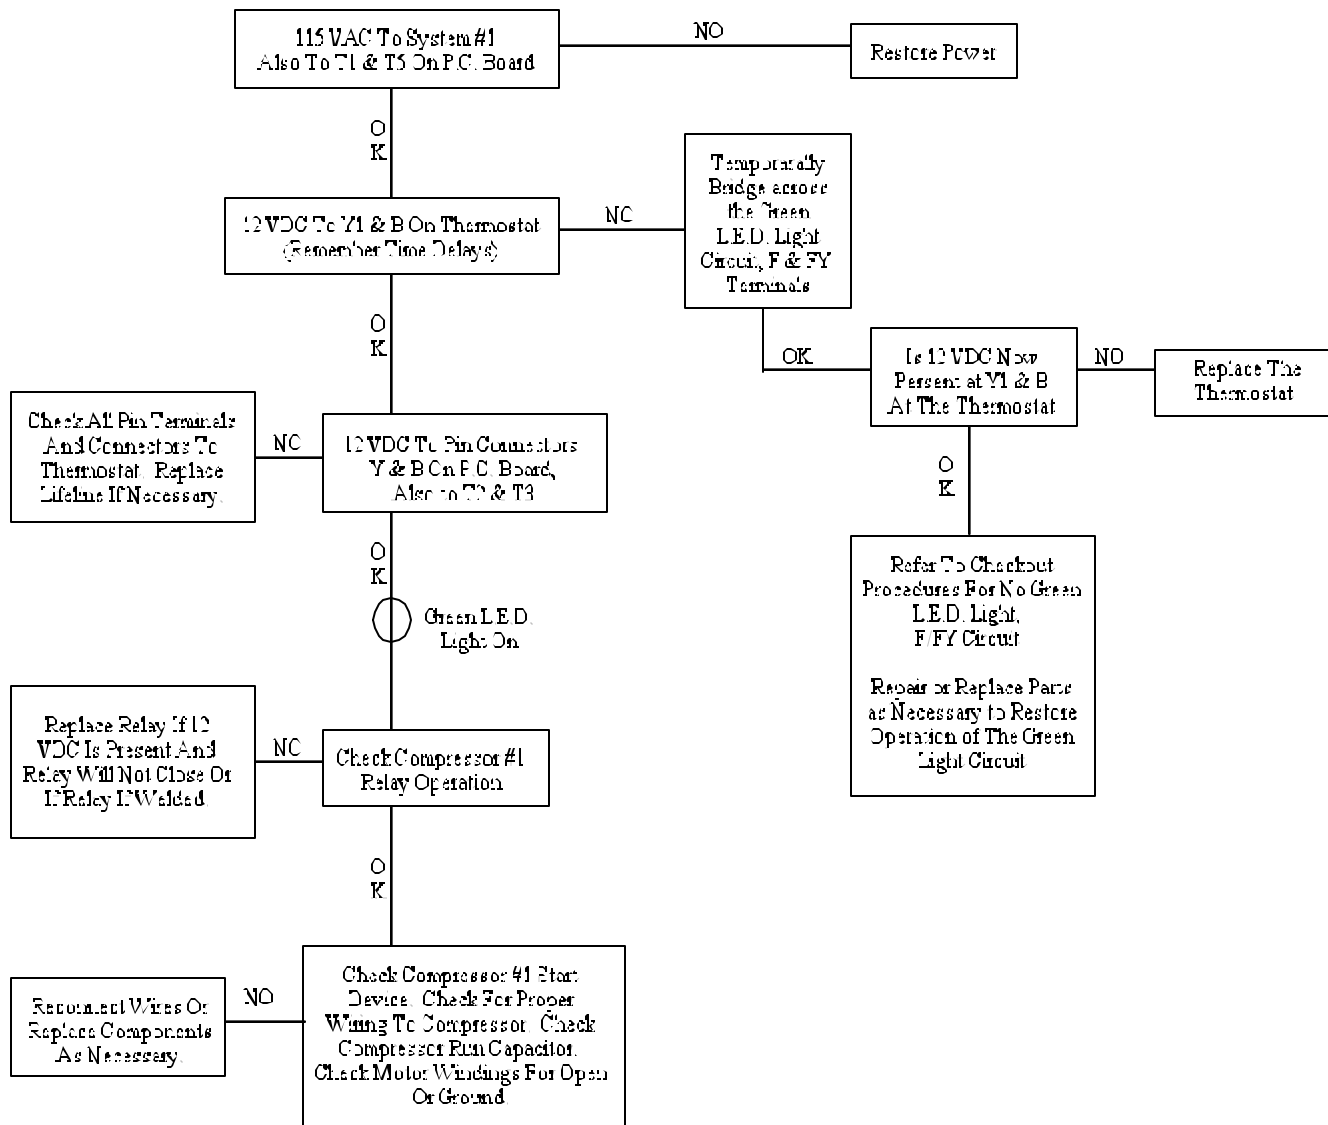 115 VAC To System #1
Also To T1 & T5 On P.C. Board
NO
Restore Power
O
K
12 VDC To Y1 & B On Thermostat
(Remember Time Delays)
NO
Temporarally
Bridge across
the Green
L.E.D. Light
Circuit, F & FY
Terminals
O
K
OK
Is 12 VDC Now
Persent at Y1 & B
At The Thermostat
NO
Replace The
Thermostat
Check All Pin Terminals
And Connectors To
Thermostat. Replace
Lifeline If Necessary.
NO
12 VDC To Pin Connectors
Y & B On P.C. Board,
Also to T2 & T3
O
K
O
K
Refer To Checkout
Procedures For No Green
L.E.D. Light,
F/FY Circuit
Repair or Replace Parts
as Necessary to Restore
Operation of The Green
Light Circuit
Green L.E.D.
Light On
Replace Relay If 12
VDC Is Present And
Relay Will Not Close Or
If Relay If Welded.
NO
Check Compressor #1
Relay Operation
O
K
Reconnect Wires Or
Replace Components
As Necessary.
NO
Check Compressor #1 Start
Device. Check For Proper
Wiring To Compressor. Check
Compressor Run Capacitor.
Check Motor Windings For Open
Or Ground.